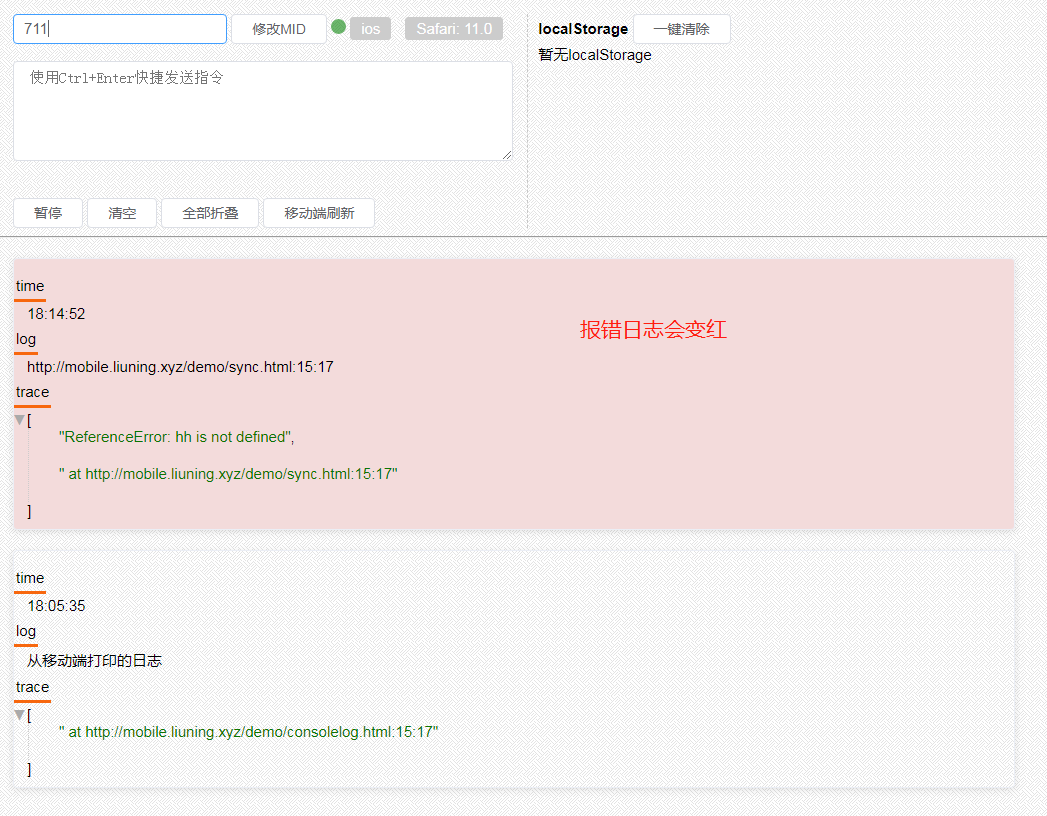 711 修改MID ios Safari: 11.0
localStorage 一键清除
暂无localStorage
使用Ctrl+Enter快捷发送指令
暂停 清空 全部折叠 移动端刷新
time
18:14:52
报错日志会变红
log
http://mobile.liuning.xyz/demo/sync.html:15:17
trace
[
"ReferenceError: hh is not defined",
" at http://mobile.liuning.xyz/demo/sync.html:15:17"
]
time
18:05:35
log
从移动端打印的日志
trace
[
" at http://mobile.liuning.xyz/demo/consolelog.html:15:17"
]